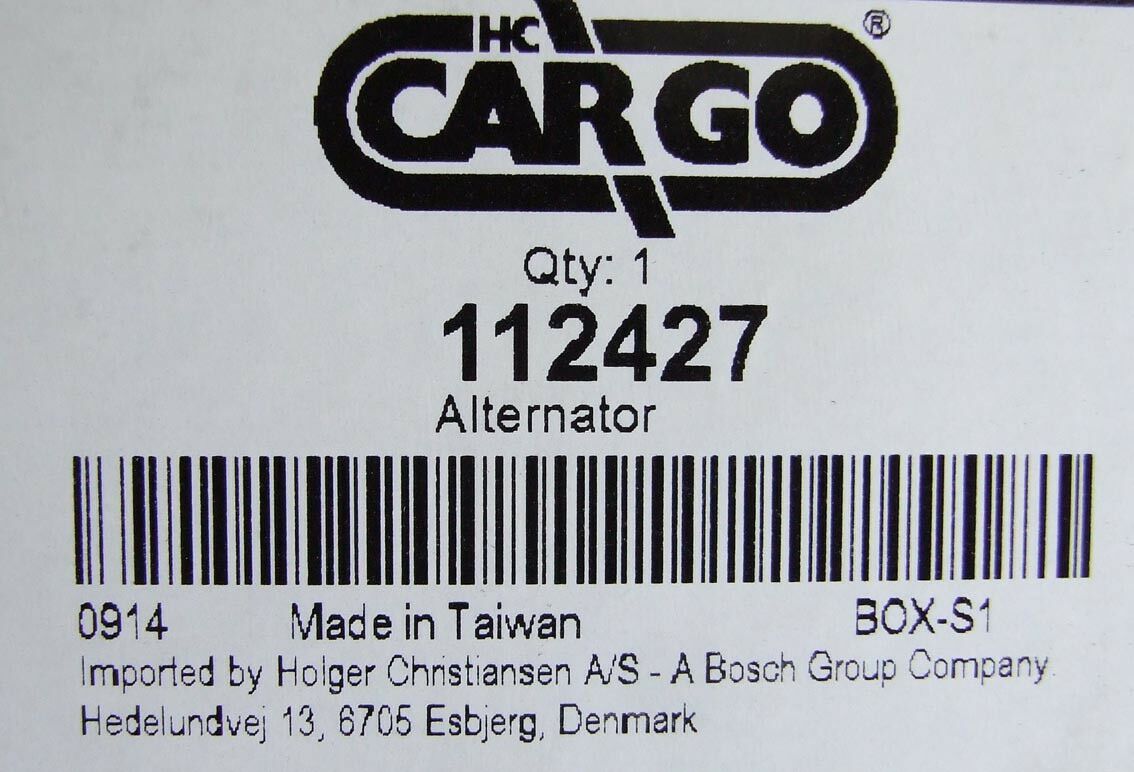 HC
CARGO®
Qty: 1
112427
Alternator
0914 Made in Taiwan BOX-S1
Imported by Holger Christiansen A/S - A Bosch Group Company.
Hedelundvej 13, 6705 Esbjerg, Denmark